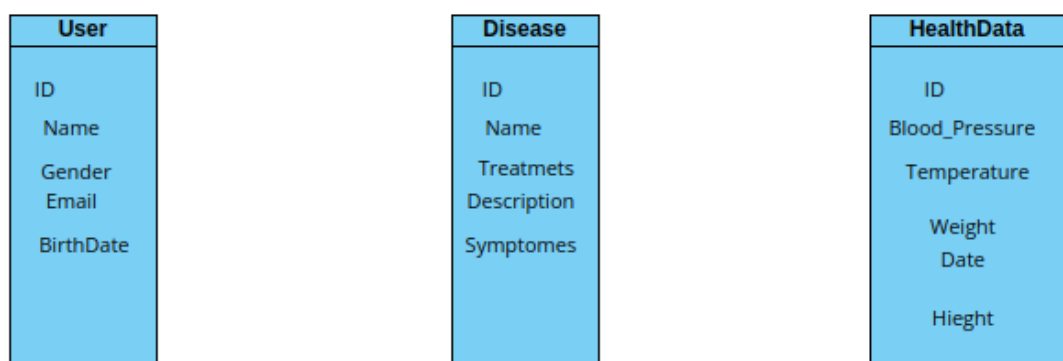 User
ID
Name
Gender
Email
BirthDate
Disease
ID
Name
Treatmets
Description
Symptomes
HealthData
ID
Blood_Pressure
Temperature
Weight
Date
Hieght